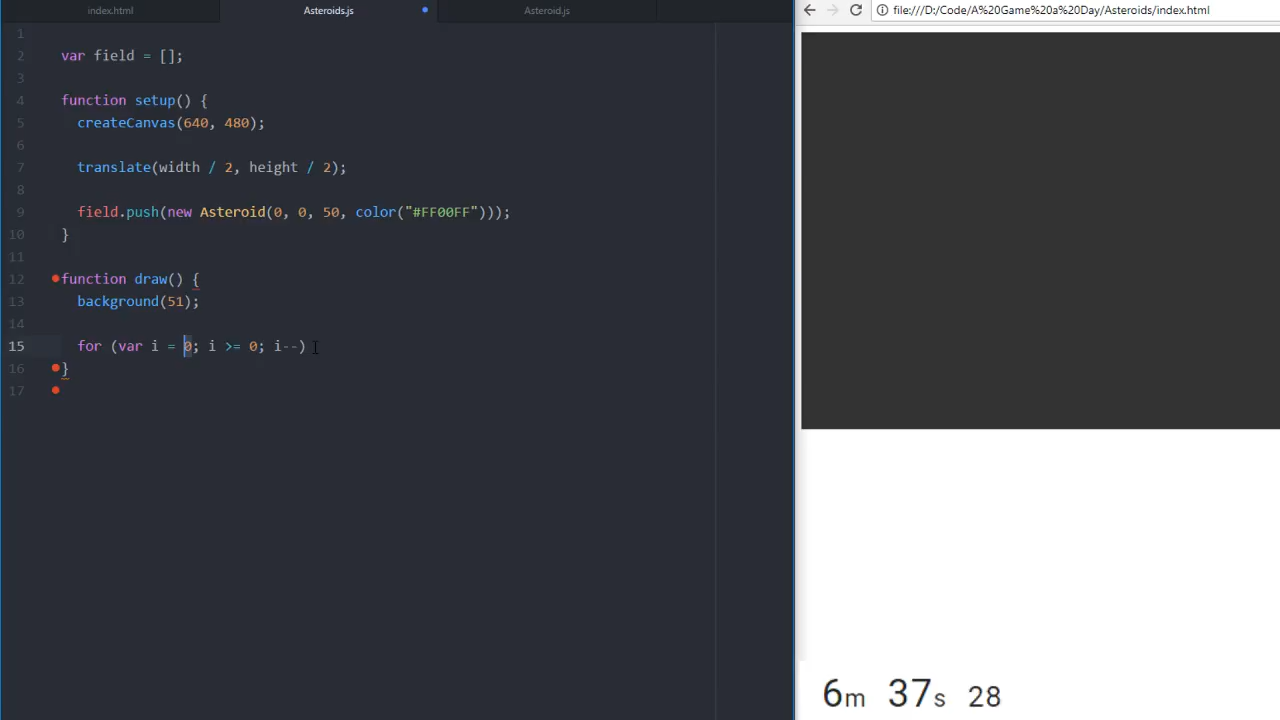 index.html
Asteroids.js
Asteroid.js
file:///D:/Code/A%20Game%20a%20Day/Asteroids/index.html
1
2 var field = [];
3
4 function setup() {
5 createCanvas(640, 480);
6
7 translate(width / 2, height / 2);
8
9 field.push(new Asteroid(0, 0, 50, color("#FF00FF")));
10 }
11
12 function draw() {
13 background(51);
14
15 for (var i = 0; i >= 0; i--)
16 }
17
6m 37s 28